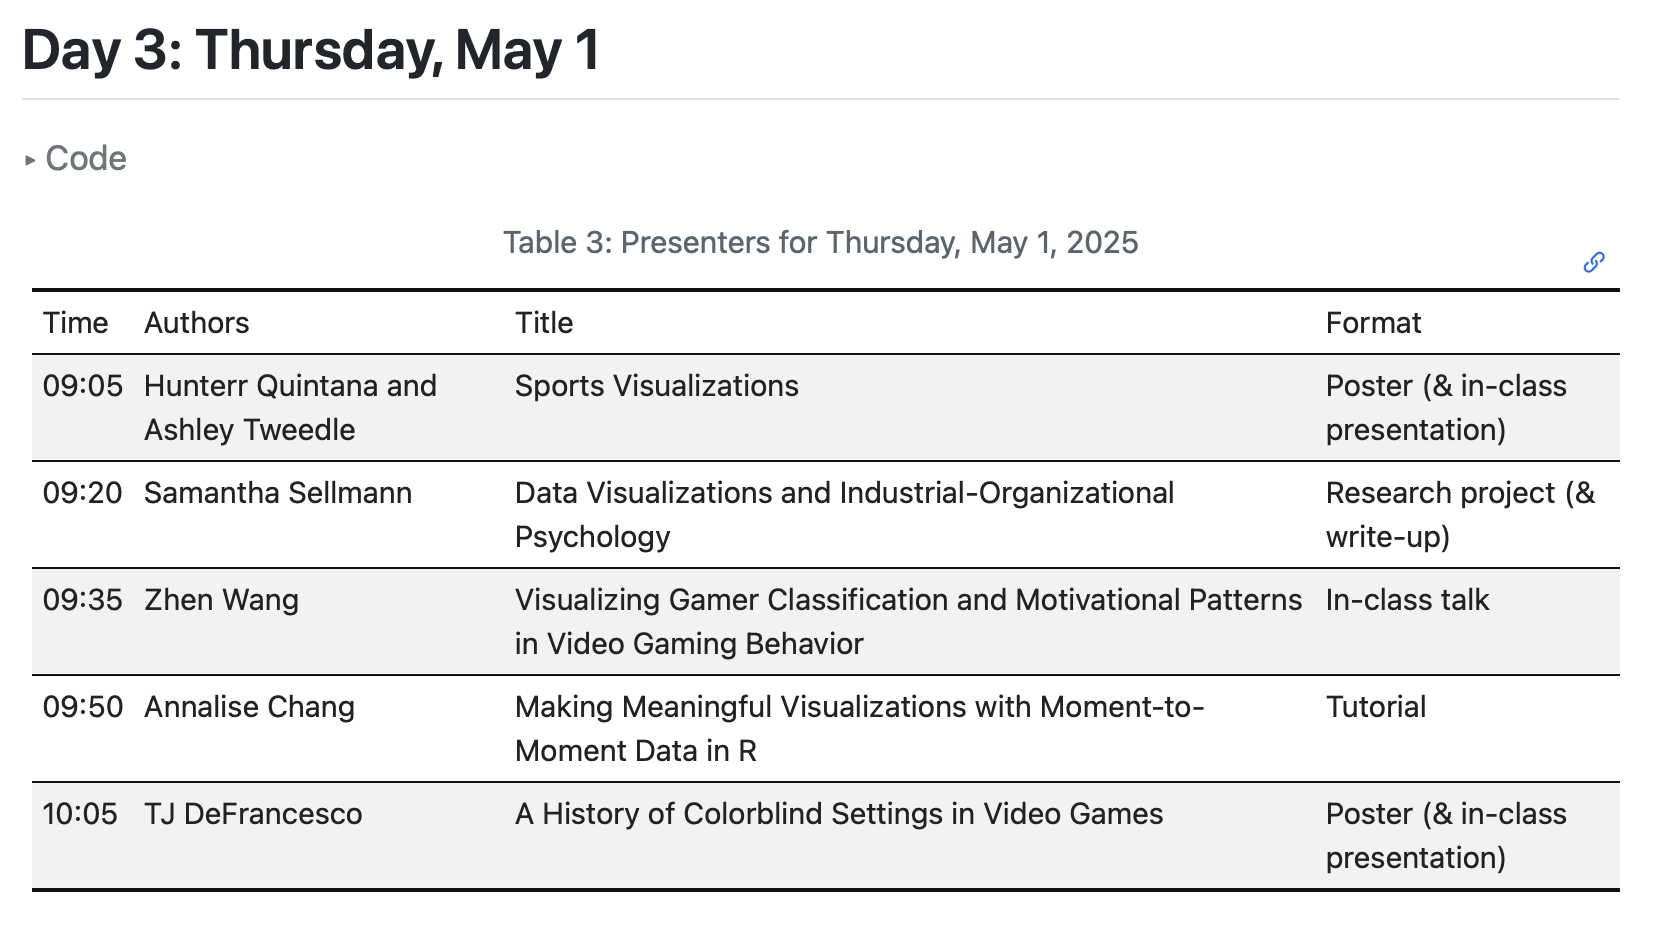 Day 3: Thursday, May 1
Code
Table 3: Presenters for Thursday, May 1, 2025
Time Authors Title Format
09:05 Hunterr Quintana and Sports Visualizations Poster (& in-class
Ashley Tweedle presentation)
09:20 Samantha Sellmann Data Visualizations and Industrial-Organizational Research project (&
Psychology write-up)
09:35 Zhen Wang Visualizing Gamer Classification and Motivational Patterns In-class talk
in Video Gaming Behavior
09:50 Annalise Chang Making Meaningful Visualizations with Moment-to- Tutorial
Moment Data in R
10:05 TJ DeFrancesco A History of Colorblind Settings in Video Games Poster (& in-class
presentation)